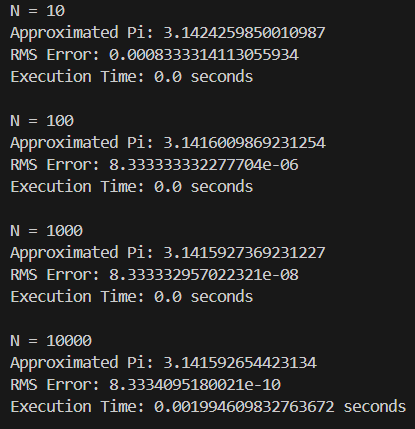 N = 10
Approximated Pi: 3.1424259850010987
RMS Error: 0.0008333314113055934
Execution Time: 0.0 seconds
N = 100
Approximated Pi: 3.1416009869231254
RMS Error: 8.333333332277704e-06
Execution Time: 0.0 seconds
N = 1000
Approximated Pi: 3.1415927369231227
RMS Error: 8.333332957022321e-08
Execution Time: 0.0 seconds
N = 10000
Approximated Pi: 3.141592654423134
RMS Error: 8.3334095180021e-10
Execution Time: 0.001994609832763672 seconds